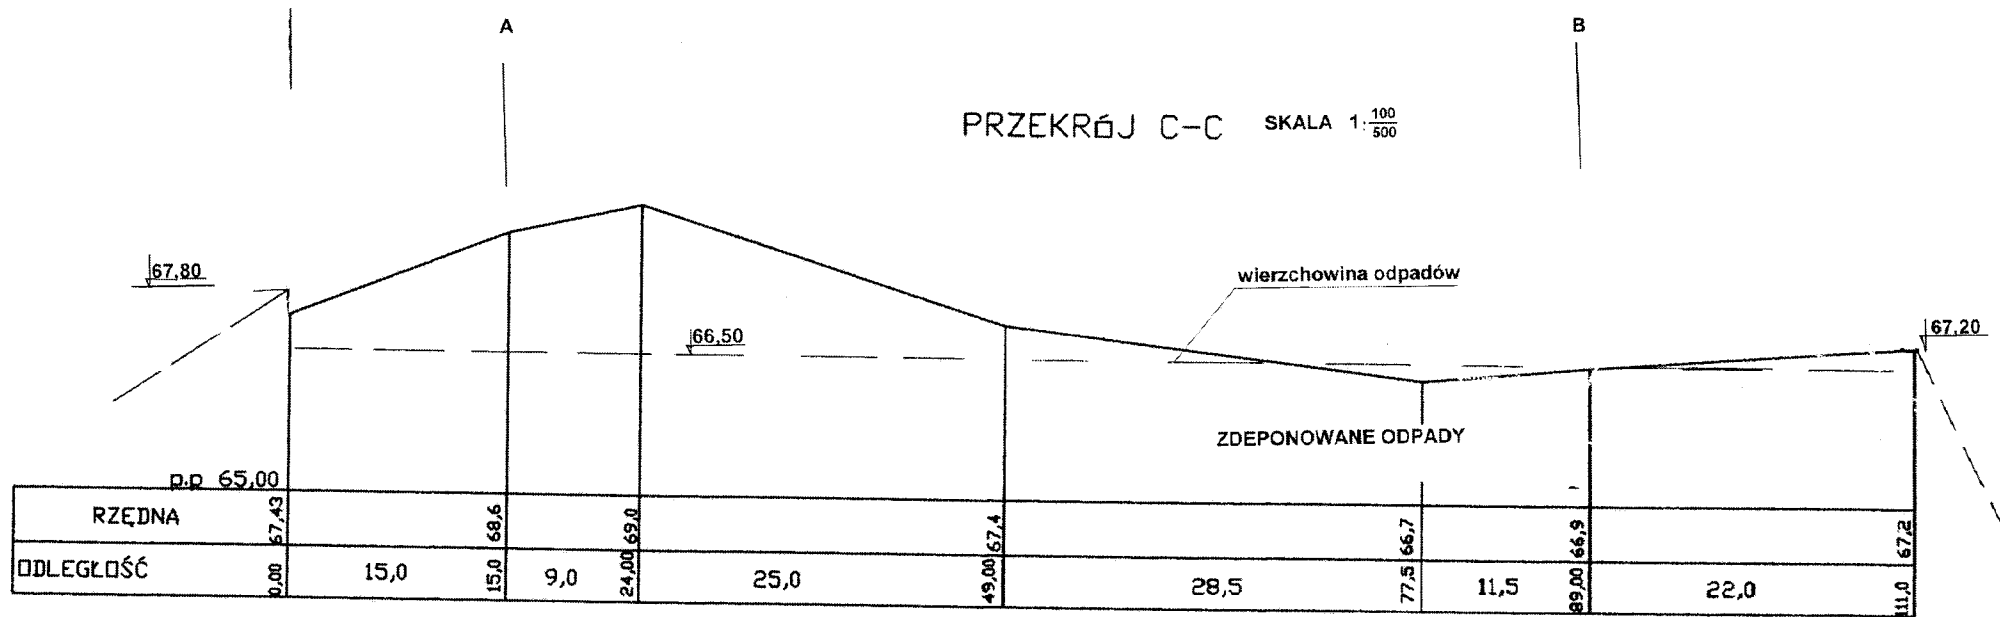 A
B
PRZEKRÓJ C-C SKALA 1:100/500
67,80
wierzchowina odpadów
66,50
67,20
ZDEPONOWANE ODPADY
p.p 65,00
RZĘDNA 67,43 68,6 69,0 67,4 66,7 66,9 67,2
ODLEGŁOŚĆ 0,00 15,0 15,0 9,0 24,00 25,0 49,00 28,5 77,5 11,5 89,00 22,0 111,0